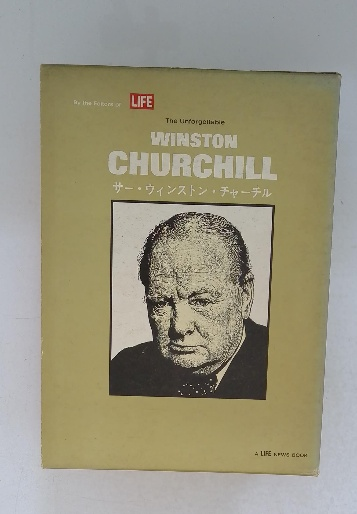 By the Editors of LIFE
The Unforgettable
WINSTON
CHURCHILL
サー・ウィンストン・チャーチル
A LIFE NEWS BOOK